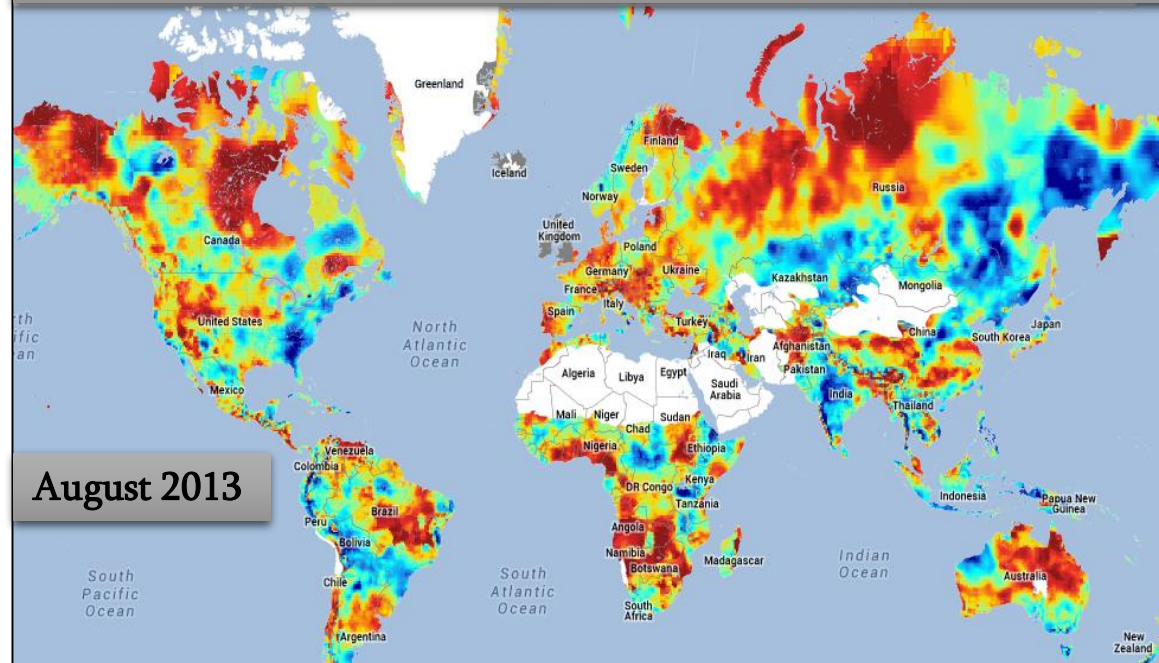 Greenland
Iceland
Finland
Sweden
Norway
Russia
United
Kingdom
Canada
Poland
Germany
Ukraine
France
Kazakhstan
Mongolia
Italy
Spain
United States
North
Atlantic
Ocean
Turkey
China
Japan
South Korea
Afghanistan
Iraq
Iran
Pakistan
Algeria
Libya
Egypt
Saudi
Arabia
India
Mexico
Mali
Niger
Sudan
Chad
Thailand
Nigeria
Ethiopia
Venezuela
Colombia
August 2013
DR Congo
Kenya
Tanzania
Indonesia
Papua New
Guinea
Brazil
Peru
Angola
Bolivia
Namibia
Botswana
Madagascar
Indian
Ocean
Australia
South
Pacific
Ocean
Chile
South
Atlantic
Ocean
South
Africa
Argentina
New
Zealand